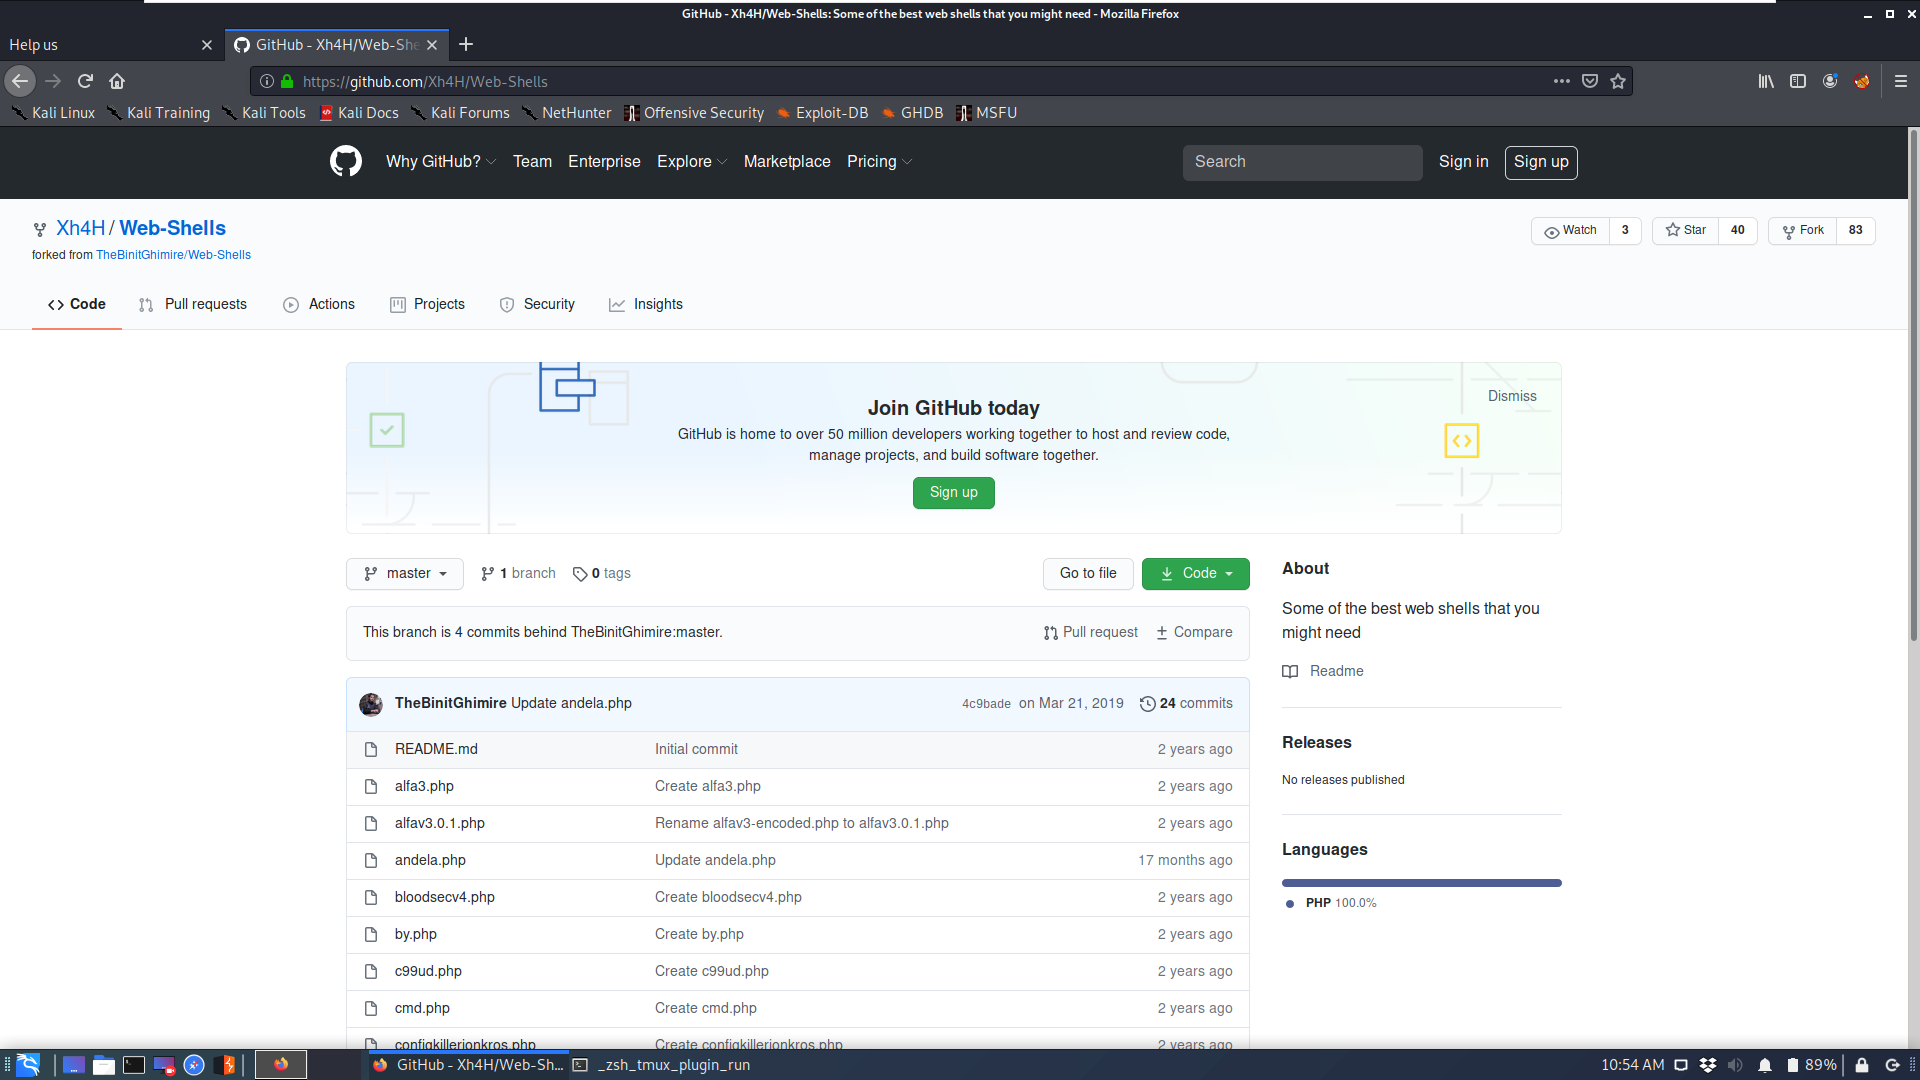 GitHub - Xh4H/Web-Shells: Some of the best web shells that you might need - Mozilla Firefox
Help us
GitHub - Xh4H/Web-She
https://github.com/Xh4H/Web-Shells
Kali Linux Kali Training Kali Tools Kali Docs Kali Forums NetHunter Offensive Security Exploit-DB GHDB MSFU
Why GitHub? Team Enterprise Explore Marketplace Pricing Search Sign in Sign up
Xh4H / Web-Shells
Watch 3 Star 40 Fork 83
forked from TheBinitGhimire/Web-Shells
Code Pull requests Actions Projects Security Insights
Dismiss
Join GitHub today
GitHub is home to over 50 million developers working together to host and review code,
manage projects, and build software together.
Sign up
master 1 branch 0 tags Go to file Code
This branch is 4 commits behind TheBinitGhimire:master. Pull request Compare
TheBinitGhimire Update andela.php 4c9bade on Mar 21, 2019 24 commits
README.md Initial commit 2 years ago
alfa3.php Create alfa3.php 2 years ago
alfav3.0.1.php Rename alfav3-encoded.php to alfav3.0.1.php 2 years ago
andela.php Update andela.php 17 months ago
bloodsecv4.php Create bloodsecv4.php 2 years ago
by.php Create by.php 2 years ago
c99ud.php Create c99ud.php 2 years ago
cmd.php Create cmd.php 2 years ago
configkillerionkros.php Create configkillerionkros.php 2 years ago
About
Some of the best web shells that you
might need
Readme
Releases
No releases published
Languages
PHP 100.0%
GitHub - Xh4H/Web-Sh... _zsh_tmux_plugin_run 10:54 AM 89%